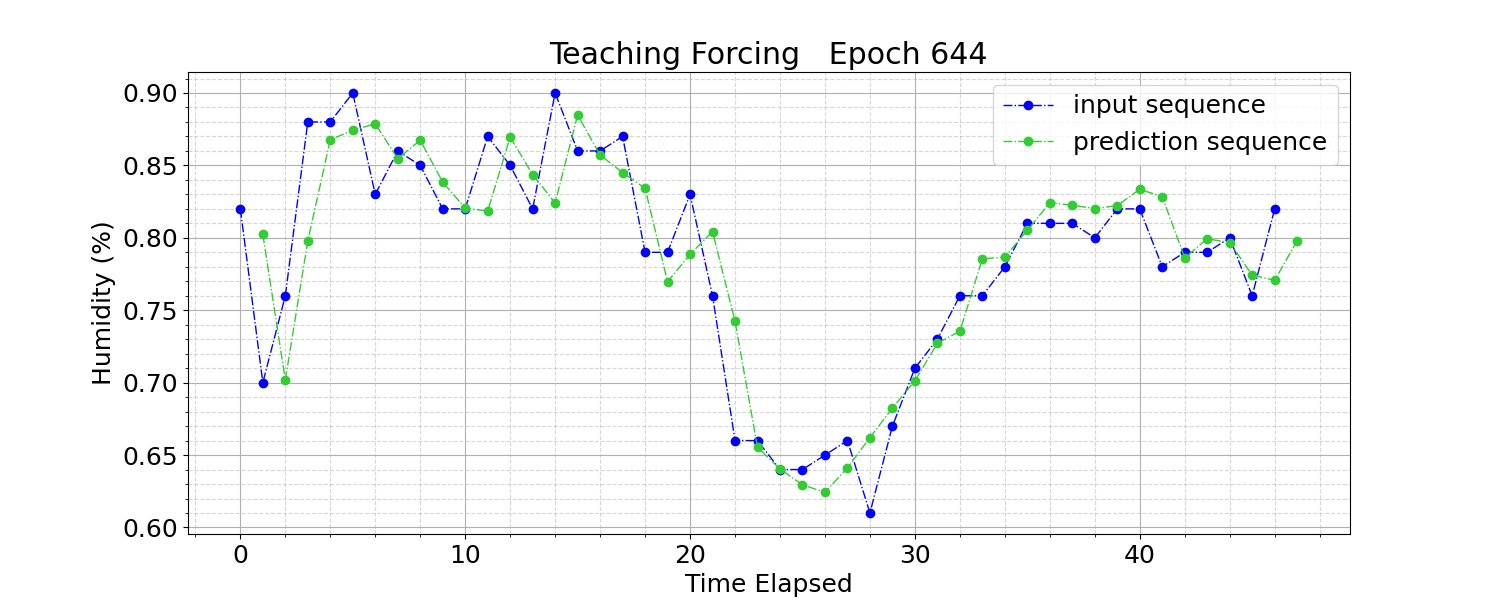 Teaching Forcing   Epoch 644
input sequence
prediction sequence
Humidity (%)
0.90
0.85
0.80
0.75
0.70
0.65
0.60
0 10 20 30 40
Time Elapsed